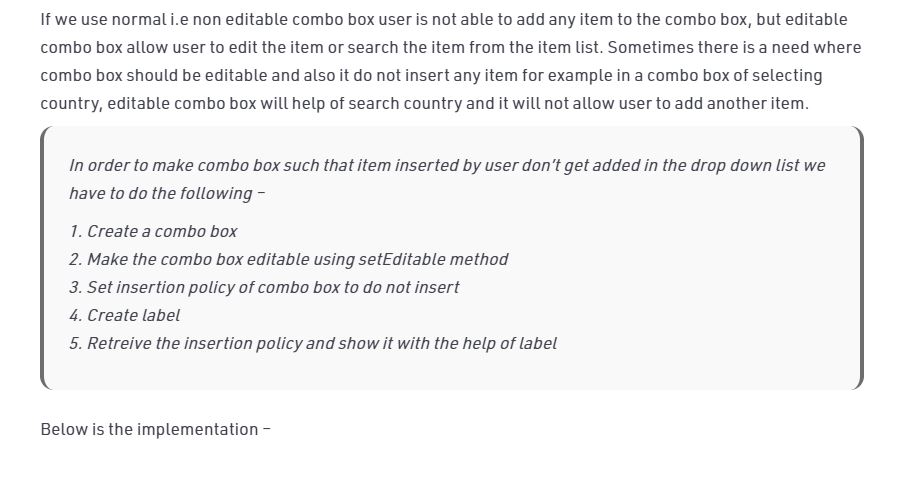 If we use normal i.e non editable combo box user is not able to add any item to the combo box, but editable
combo box allow user to edit the item or search the item from the item list. Sometimes there is a need where
combo box should be editable and also it do not insert any item for example in a combo box of selecting
country, editable combo box will help of search country and it will not allow user to add another item.
In order to make combo box such that item inserted by user don't get added in the drop down list we
have to do the following –
1. Create a combo box
2. Make the combo box editable using setEditable method
3. Set insertion policy of combo box to do not insert
4. Create label
5. Retreive the insertion policy and show it with the help of label
Below is the implementation –